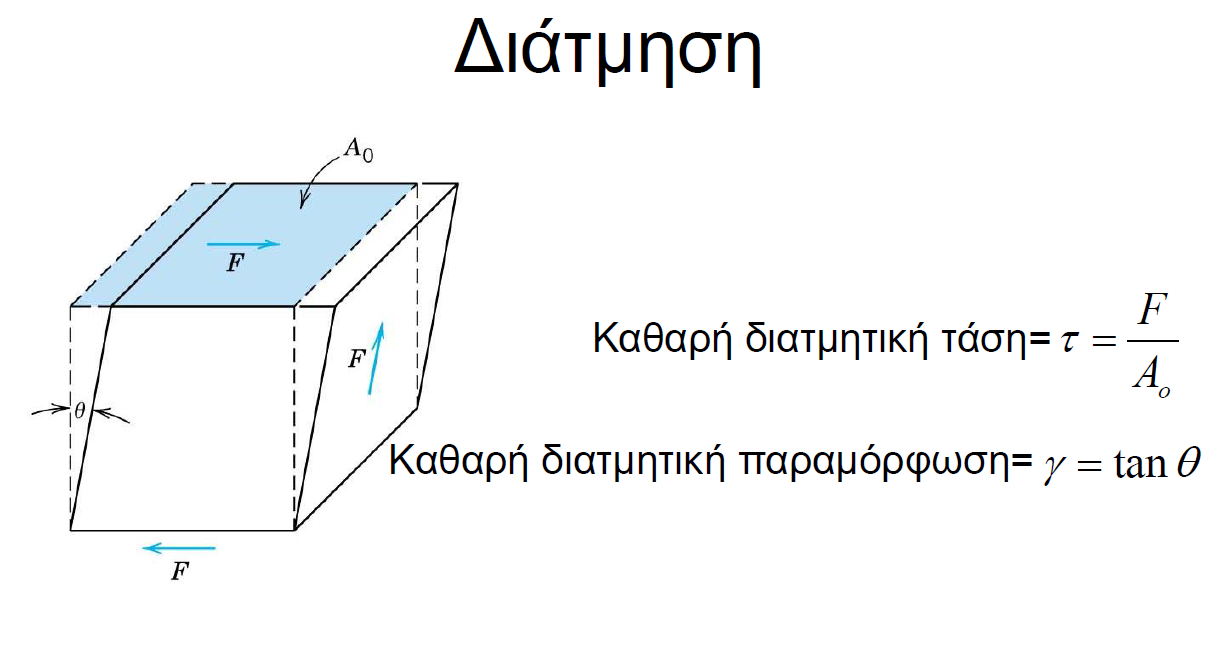 Διάτμηση
A₀
F
F
θ
F
Καθαρή διατμητική τάση= τ = F / Aₒ
Καθαρή διατμητική παραμόρφωση= γ = tan θ